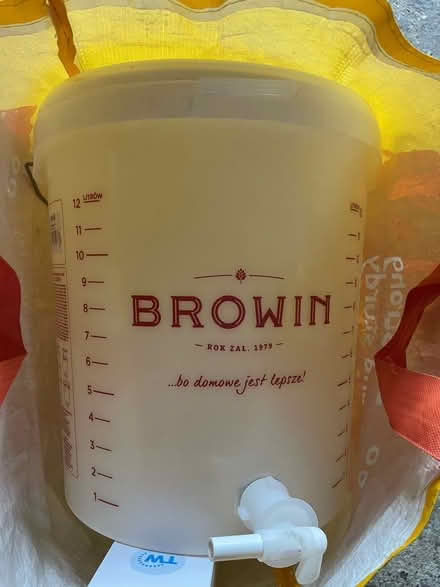 LITRÓW
12
11
10
9
8
7
6
5
4
3
2
1
BROWIN
ROK ZAŁ. 1979
...bo domowe jest lepsze!
TW